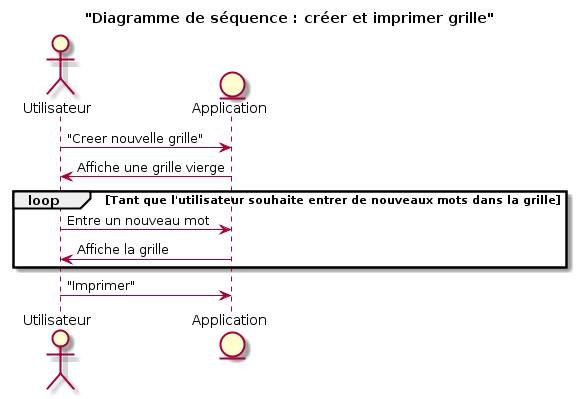 "Diagramme de séquence : créer et imprimer grille"
Utilisateur
Application
"Creer nouvelle grille"
Affiche une grille vierge
loop [Tant que l'utilisateur souhaite entrer de nouveaux mots dans la grille]
Entre un nouveau mot
Affiche la grille
"Imprimer"
Utilisateur
Application